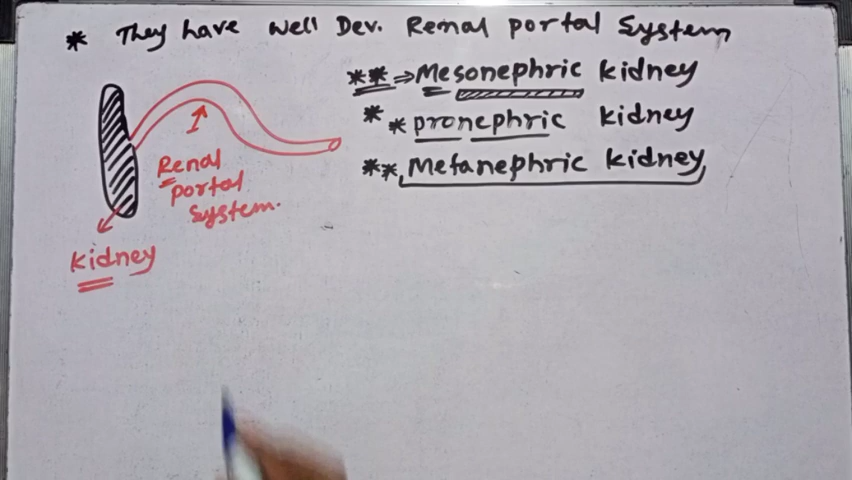 * They have well Dev. Renal portal System
** ⇒ Mesonephric kidney
* * pronephric kidney
** Metanephric kidney
Renal
portal
system.
kidney